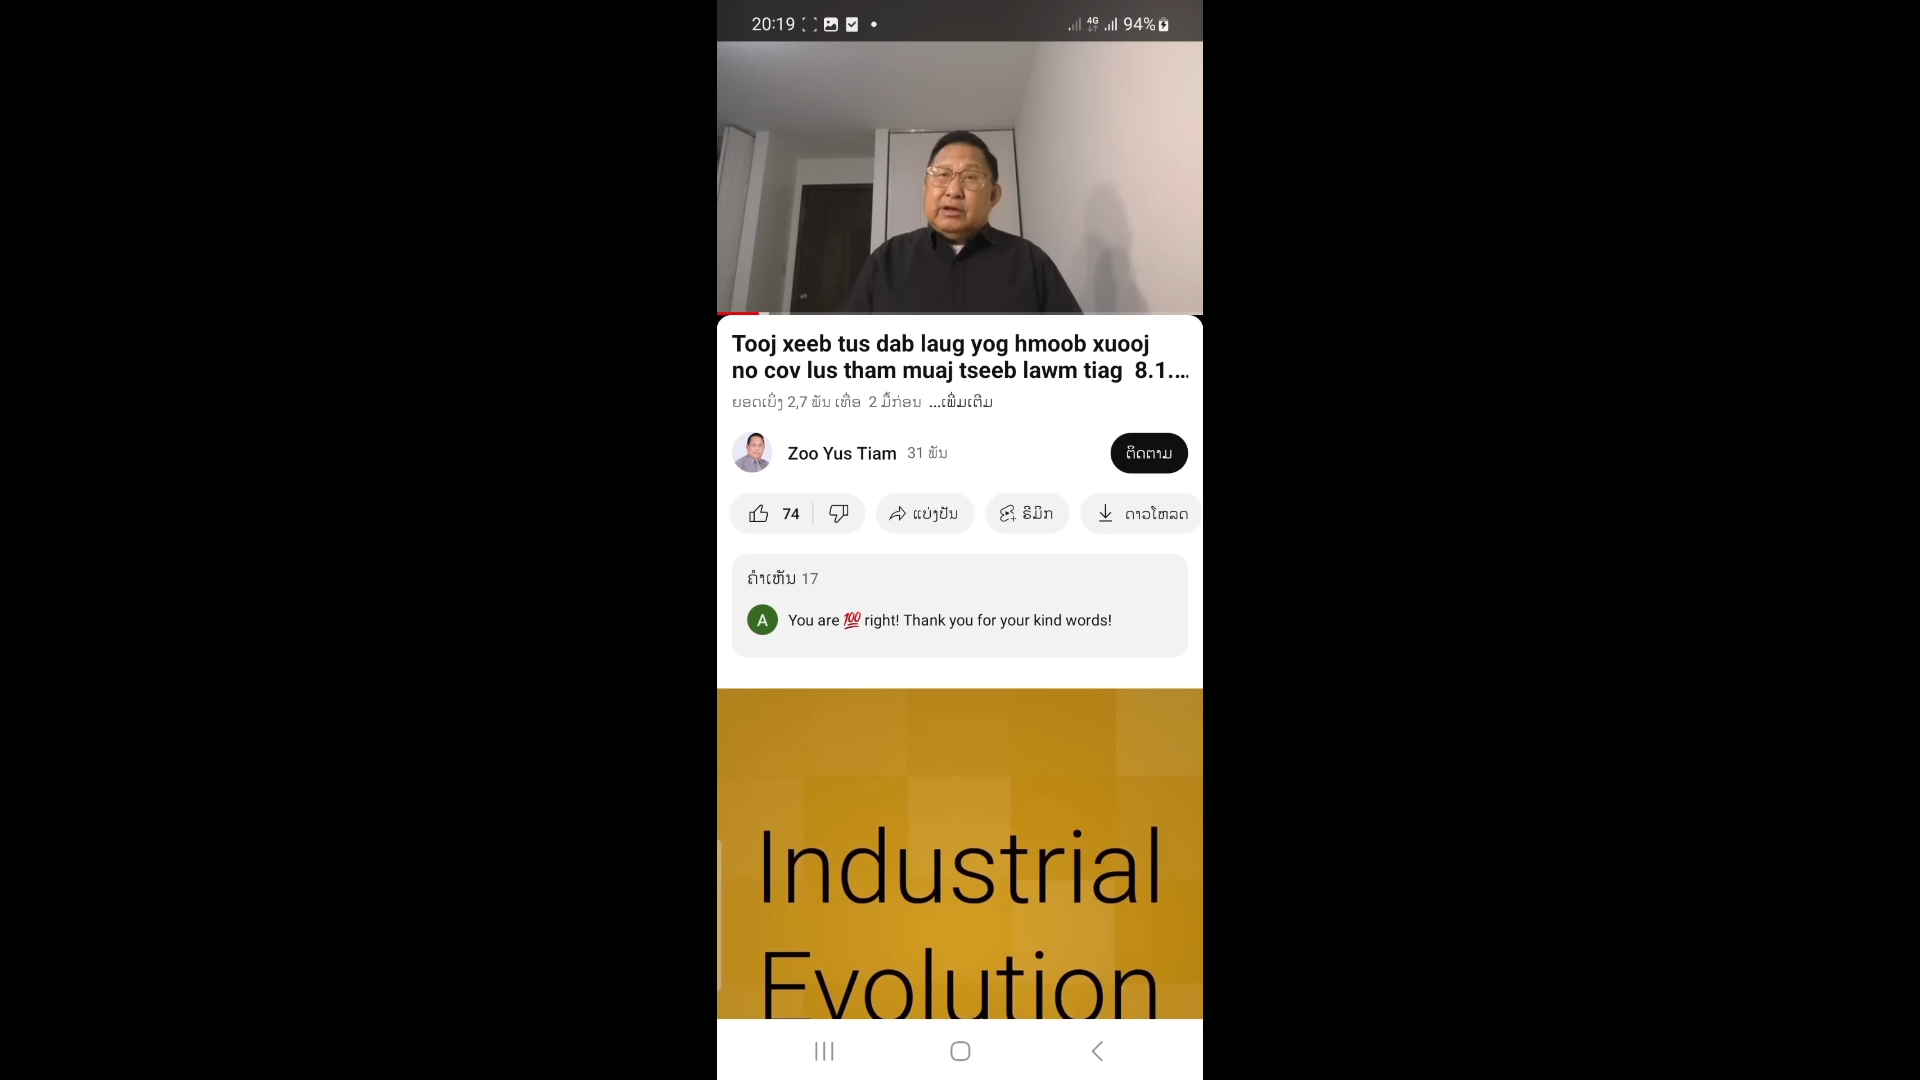 20:19
4G
94%
Tooj xeeb tus dab laug yog hmoob xuooj
no cov lus tham muaj tseeb lawm tiag 8.1....
ຍອດເບິ່ງ 2,7 ພັນ ເທື່ອ 2 ມື້ກ່ອນ ...ເພີ່ມເຕີມ
Zoo Yus Tiam 31 ພັນ
ຕິດຕາມ
74
ແບ່ງປັນ
ຣີມິກ
ດາວໂຫລດ
ຄຳເຫັນ 17
A
You are 💯 right! Thank you for your kind words!
Industrial
Evolution